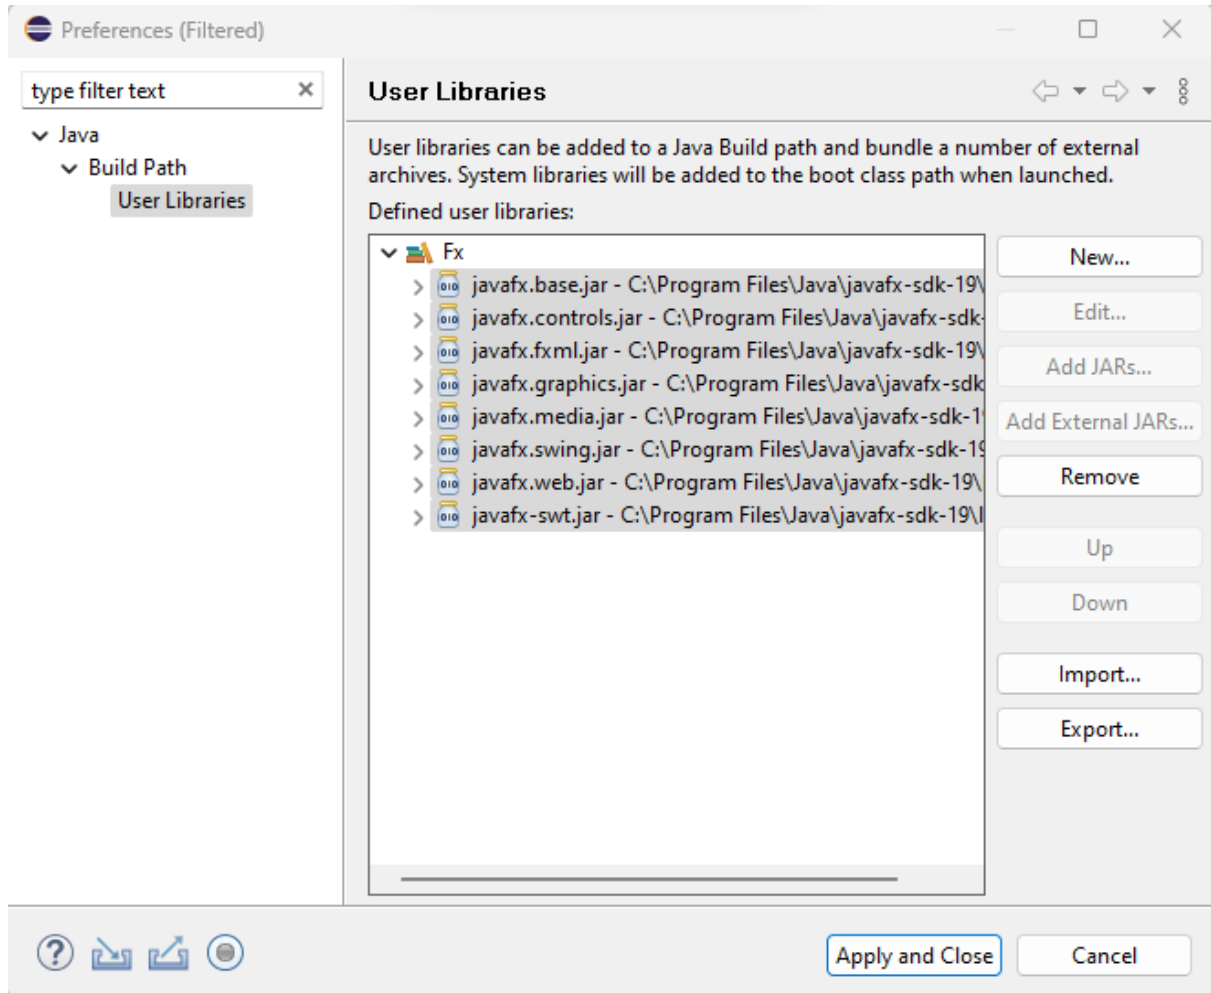 Preferences (Filtered)
type filter text
Java
Build Path
User Libraries
User Libraries
User libraries can be added to a Java Build path and bundle a number of external
archives. System libraries will be added to the boot class path when launched.
Defined user libraries:
Fx
javafx.base.jar - C:\Program Files\Java\javafx-sdk-19\
javafx.controls.jar - C:\Program Files\Java\javafx-sdk-
javafx.fxml.jar - C:\Program Files\Java\javafx-sdk-19\
javafx.graphics.jar - C:\Program Files\Java\javafx-sdk
javafx.media.jar - C:\Program Files\Java\javafx-sdk-1
javafx.swing.jar - C:\Program Files\Java\javafx-sdk-19
javafx.web.jar - C:\Program Files\Java\javafx-sdk-19\
javafx-swt.jar - C:\Program Files\Java\javafx-sdk-19\l
New...
Edit...
Add JARs...
Add External JARs...
Remove
Up
Down
Import...
Export...
Apply and Close
Cancel